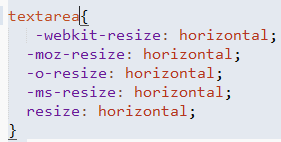 textarea{
-webkit-resize: horizontal;
-moz-resize: horizontal;
-o-resize: horizontal;
-ms-resize: horizontal;
resize: horizontal;
}